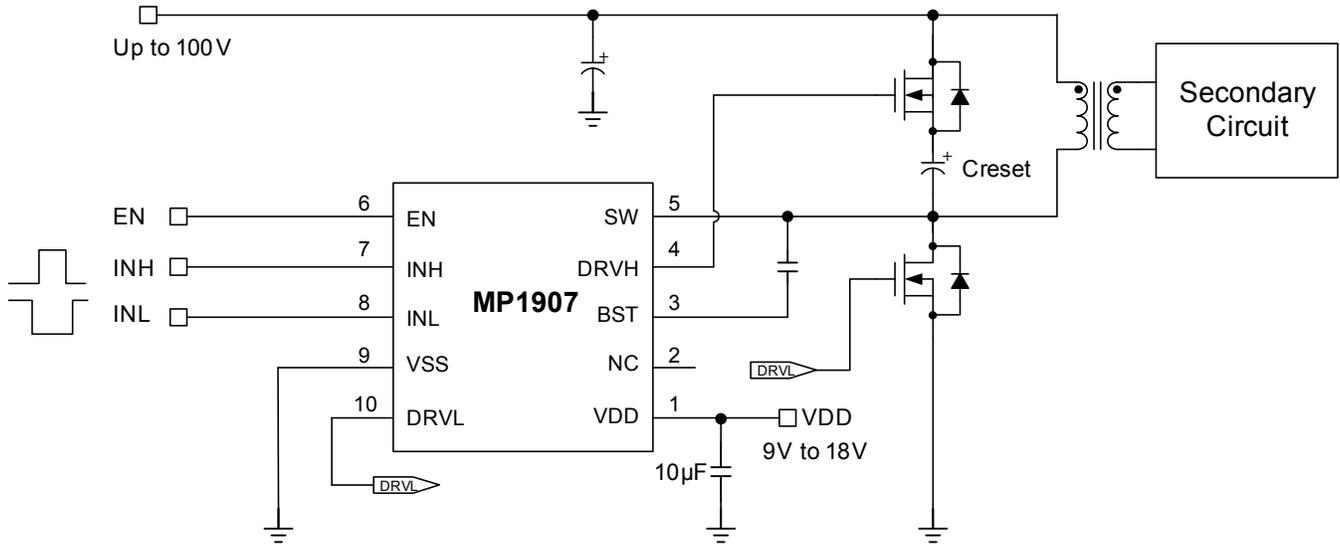 Up to 100V
+
Secondary
Circuit
+
Creset
EN
6
EN
SW
5
INH
7
INH
DRVH
4
MP1907
INL
8
INL
BST
3
9
VSS
NC
2
DRVL
10
DRVL
VDD
1
VDD
9V to 18V
10µF
DRVL